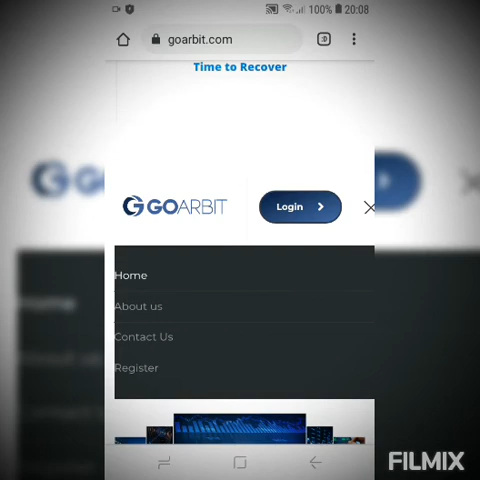 100% 20:08
goarbit.com
:D
Time to Recover
GOARBIT
Login
Home
About us
Contact Us
Register
FILMIX